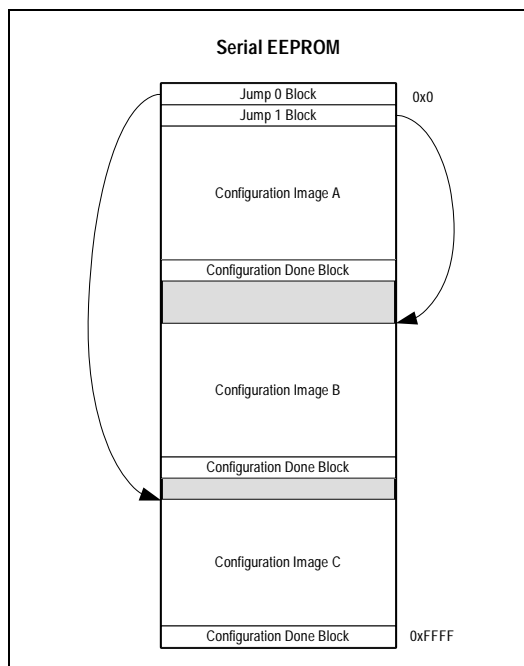 Serial EEPROM
Jump 0 Block
0x0
Jump 1 Block
Configuration Image A
Configuration Done Block
Configuration Image B
Configuration Done Block
Configuration Image C
Configuration Done Block
0xFFFF